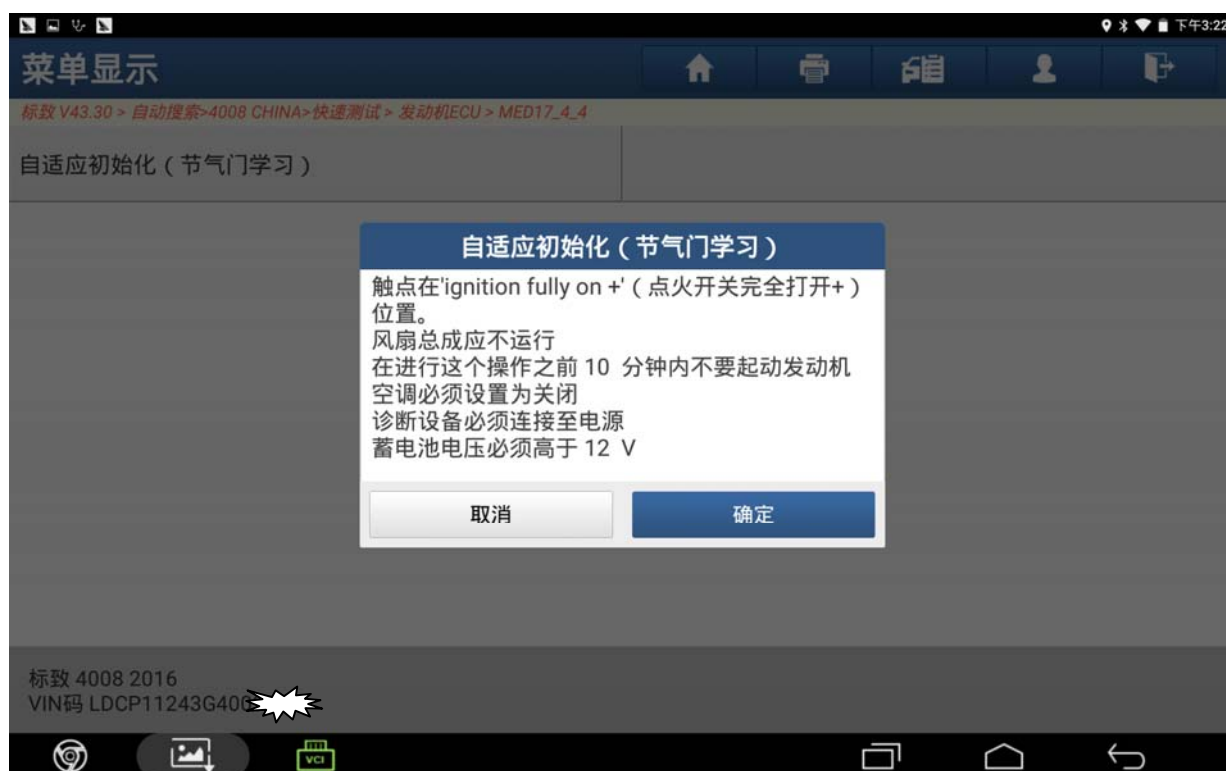 下午3:22
菜单显示
标致 V43.30 > 自动搜索>4008 CHINA>快速测试 > 发动机ECU > MED17_4_4
自适应初始化（节气门学习）
自适应初始化（节气门学习）
触点在'ignition fully on +'（点火开关完全打开+）
位置。
风扇总成应不运行
在进行这个操作之前 10 分钟内不要起动发动机
空调必须设置为关闭
诊断设备必须连接至电源
蓄电池电压必须高于 12 V
取消
确定
标致 4008 2016
VIN码 LDCP11243G400
VCI